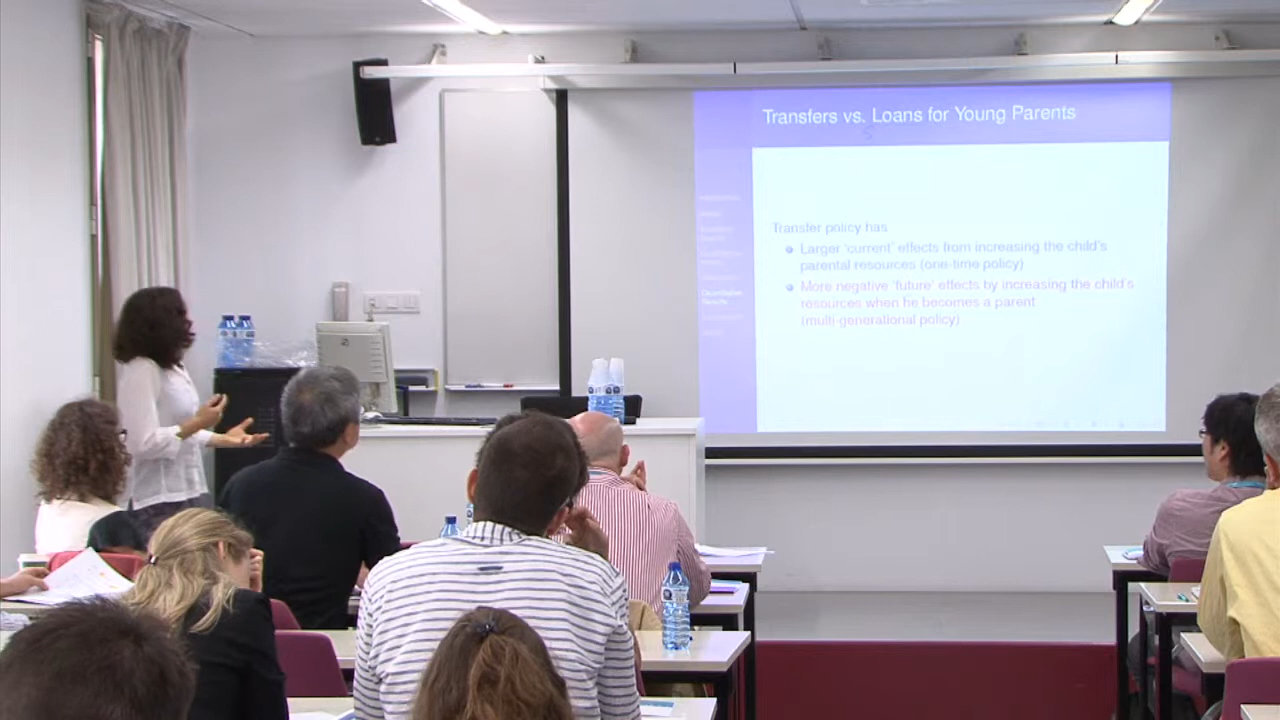 Transfers vs. Loans for Young Parents
Transfer policy has
Larger 'current' effects from increasing the child's
parental resources (one-time policy)
More negative 'future' effects by increasing the child's
resources when he becomes a parent
(multi-generational policy)